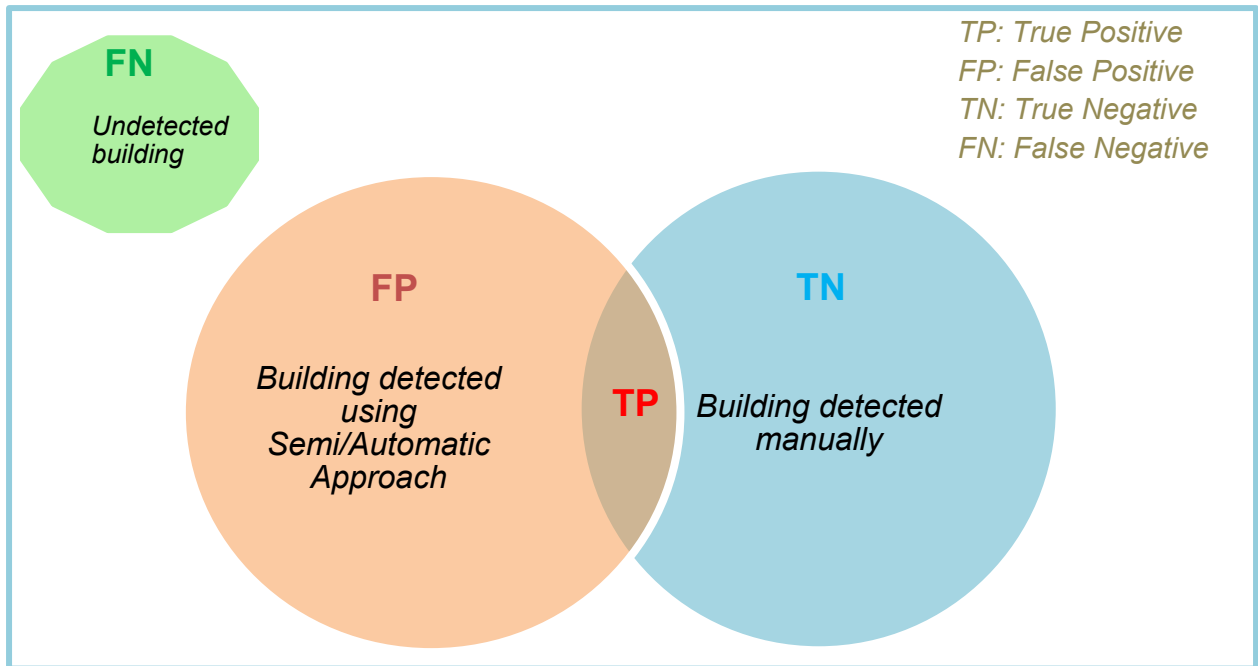 FN
Undetected
building
TP: True Positive
FP: False Positive
TN: True Negative
FN: False Negative
FP
Building detected
using
Semi/Automatic
Approach
TP
TN
Building detected
manually